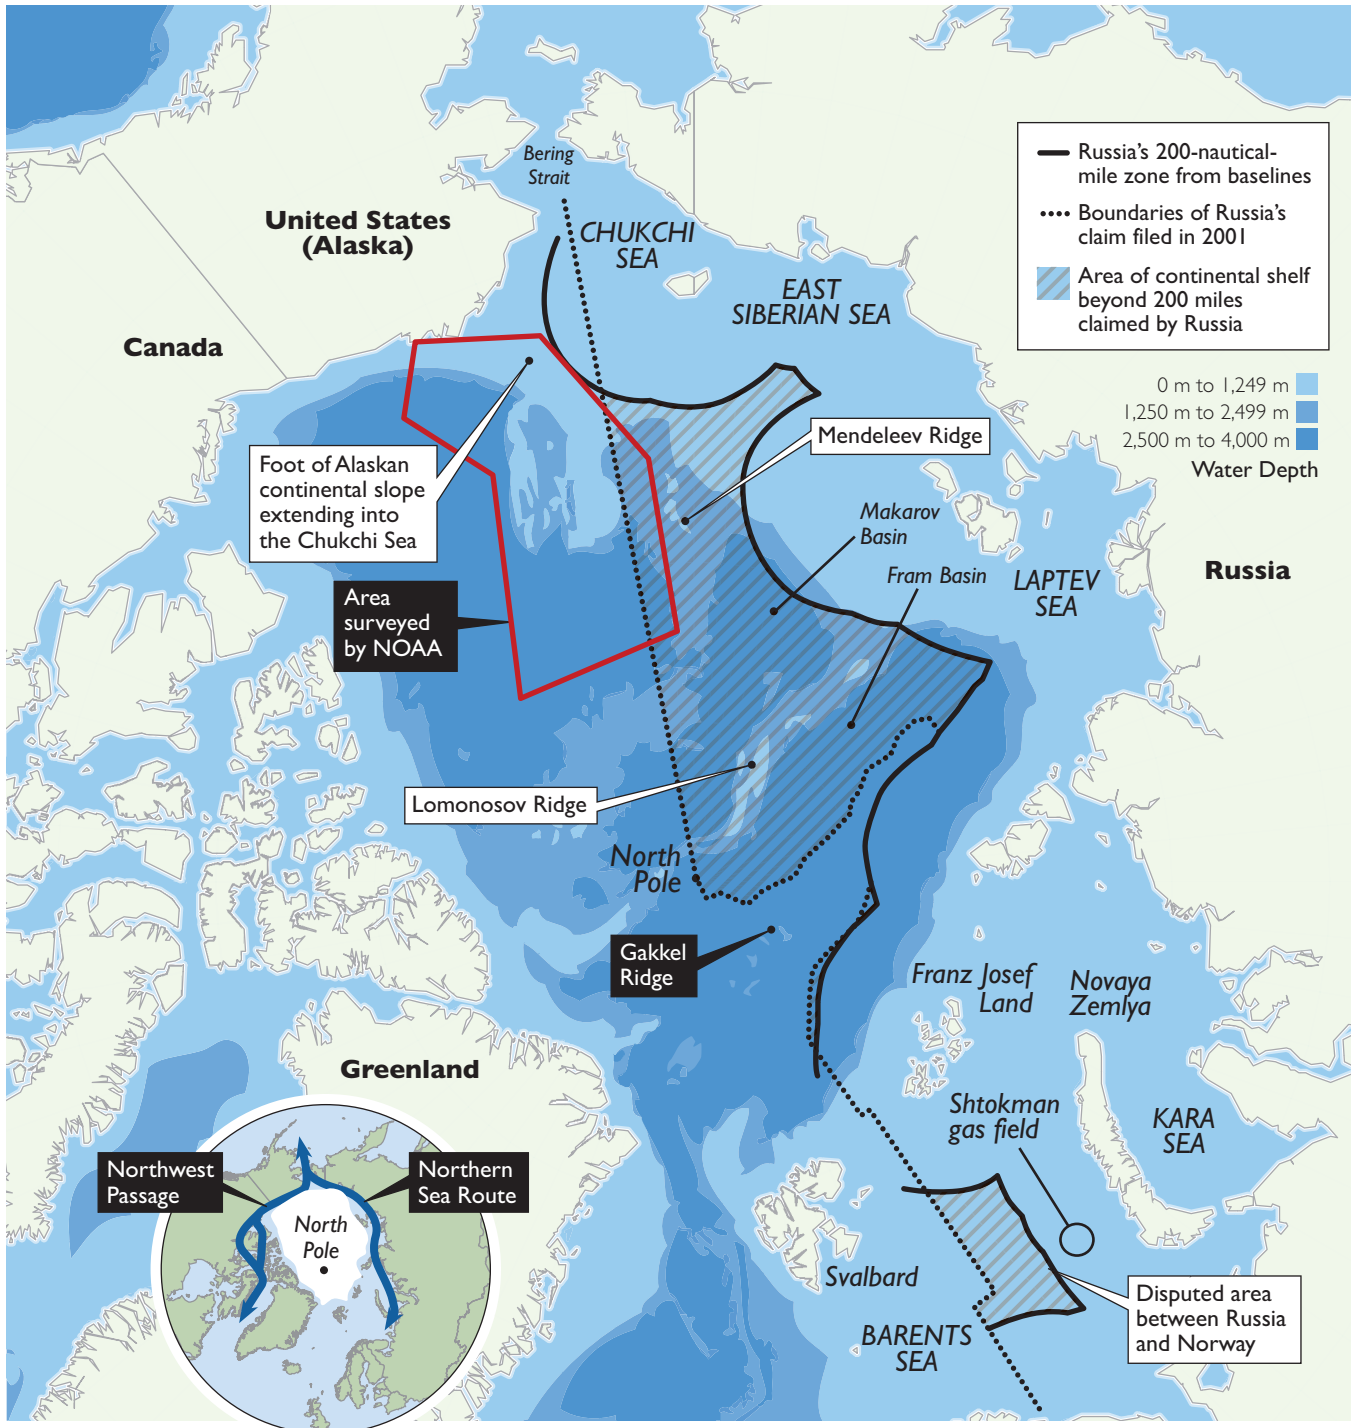 Bering
Strait
United States
(Alaska)
CHUKCHI
SEA
EAST
SIBERIAN SEA
Russia's 200-nautical-
mile zone from baselines
Boundaries of Russia's
claim filed in 2001
Area of continental shelf
beyond 200 miles
claimed by Russia
Canada
0 m to 1,249 m
1,250 m to 2,499 m
2,500 m to 4,000 m
Water Depth
Mendeleev Ridge
Foot of Alaskan
continental slope
extending into
the Chukchi Sea
Makarov
Basin
Fram Basin
LAPTEV
SEA
Russia
Area
surveyed
by NOAA
Lomonosov Ridge
North
Pole
Gakkel
Ridge
Franz Josef
Land
Novaya
Zemlya
Greenland
Shtokman
gas field
KARA
SEA
Northwest
Passage
Northern
Sea Route
North
Pole
Svalbard
BARENTS
SEA
Disputed area
between Russia
and Norway